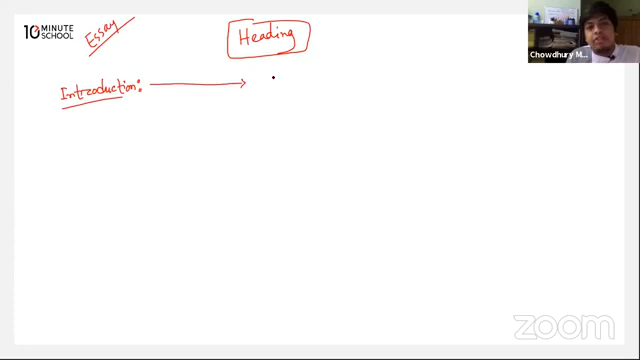 10 MINUTE SCHOOL
Essay
Heading
Chowdhury M...
Introduction:
zoom